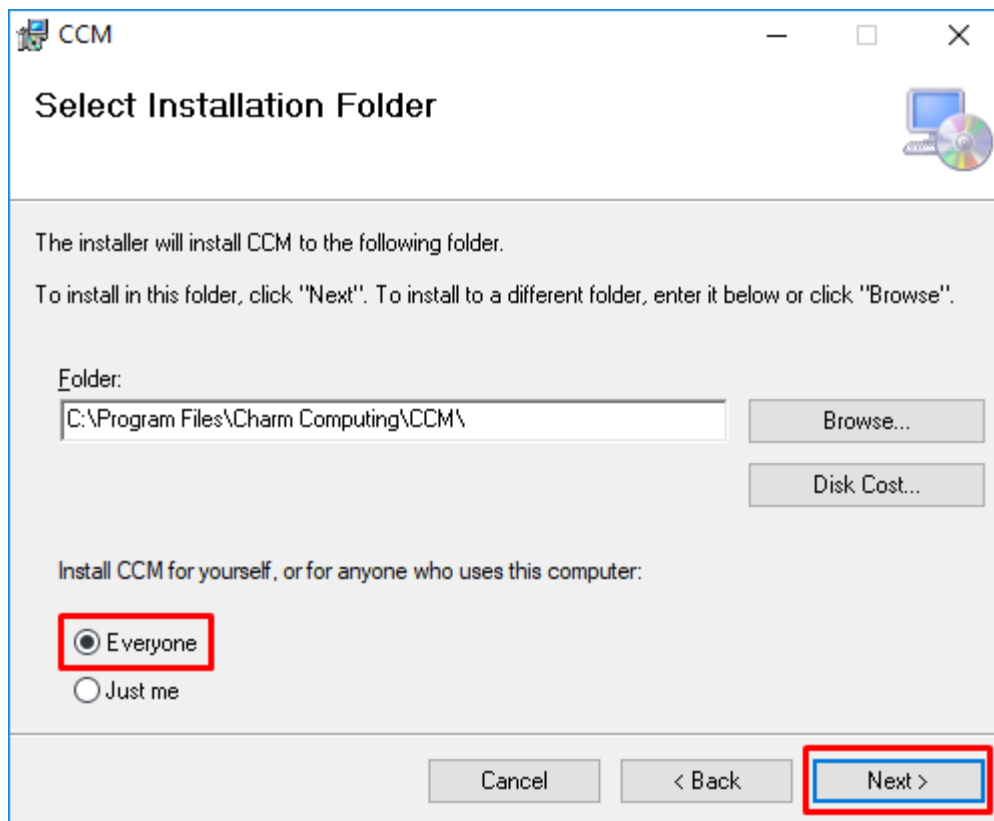 CCM
Select Installation Folder
The installer will install CCM to the following folder.
To install in this folder, click "Next". To install to a different folder, enter it below or click "Browse".
Folder:
C:\Program Files\Charm Computing\CCM\
Browse...
Disk Cost...
Install CCM for yourself, or for anyone who uses this computer:
Everyone
Just me
Cancel
< Back
Next >